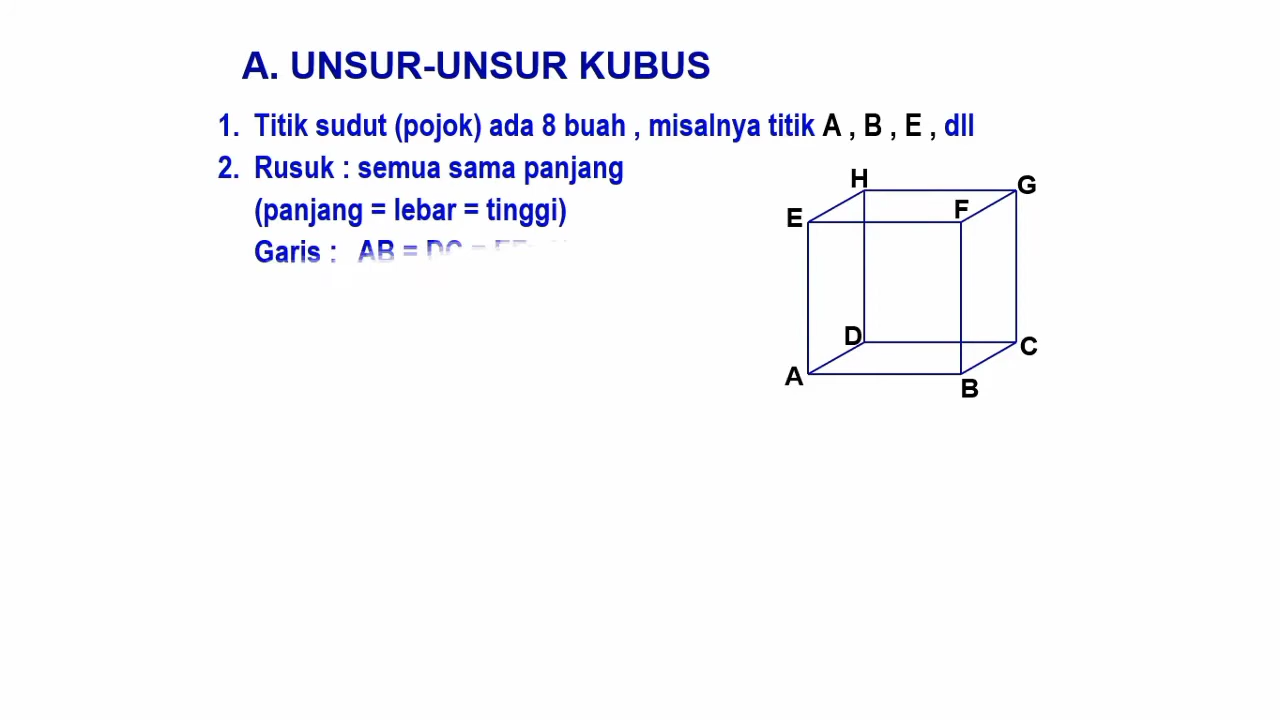 A. UNSUR-UNSUR KUBUS
1. Titik sudut (pojok) ada 8 buah , misalnya titik A , B , E , dll
2. Rusuk : semua sama panjang
(panjang = lebar = tinggi)
Garis : AB = DC =
H
G
E
F
D
C
A
B